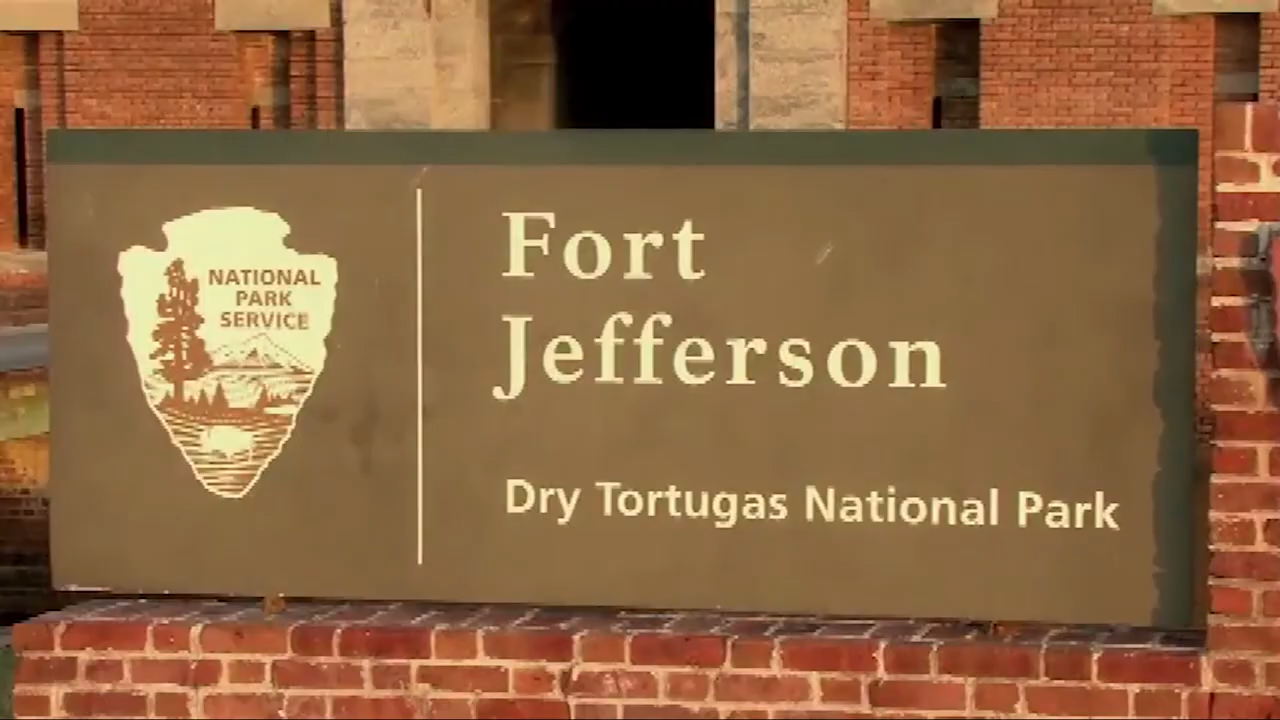 NATIONAL
PARK
SERVICE
Fort
Jefferson
Dry Tortugas National Park